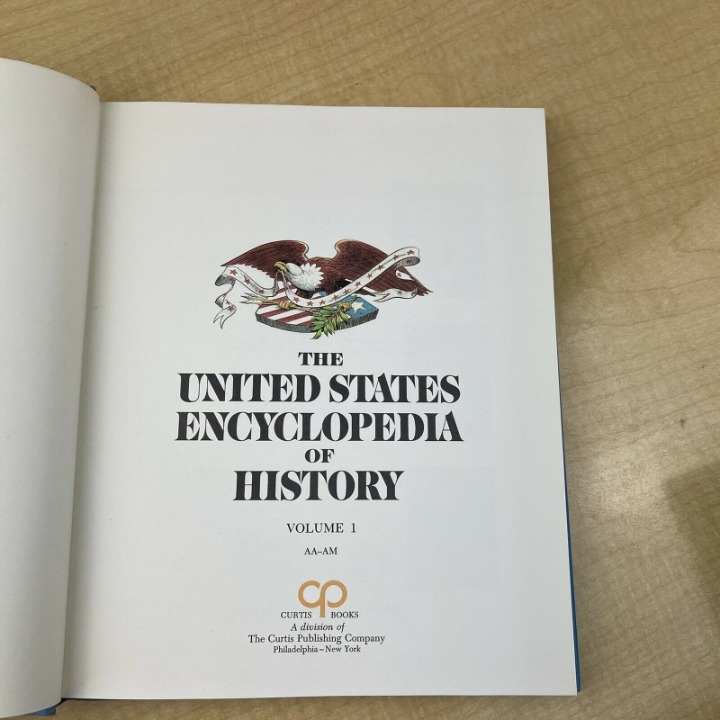 THE
UNITED STATES
ENCYCLOPEDIA
OF
HISTORY
VOLUME 1
AA–AM
cp
CURTIS BOOKS
A division of
The Curtis Publishing Company
Philadelphia – New York